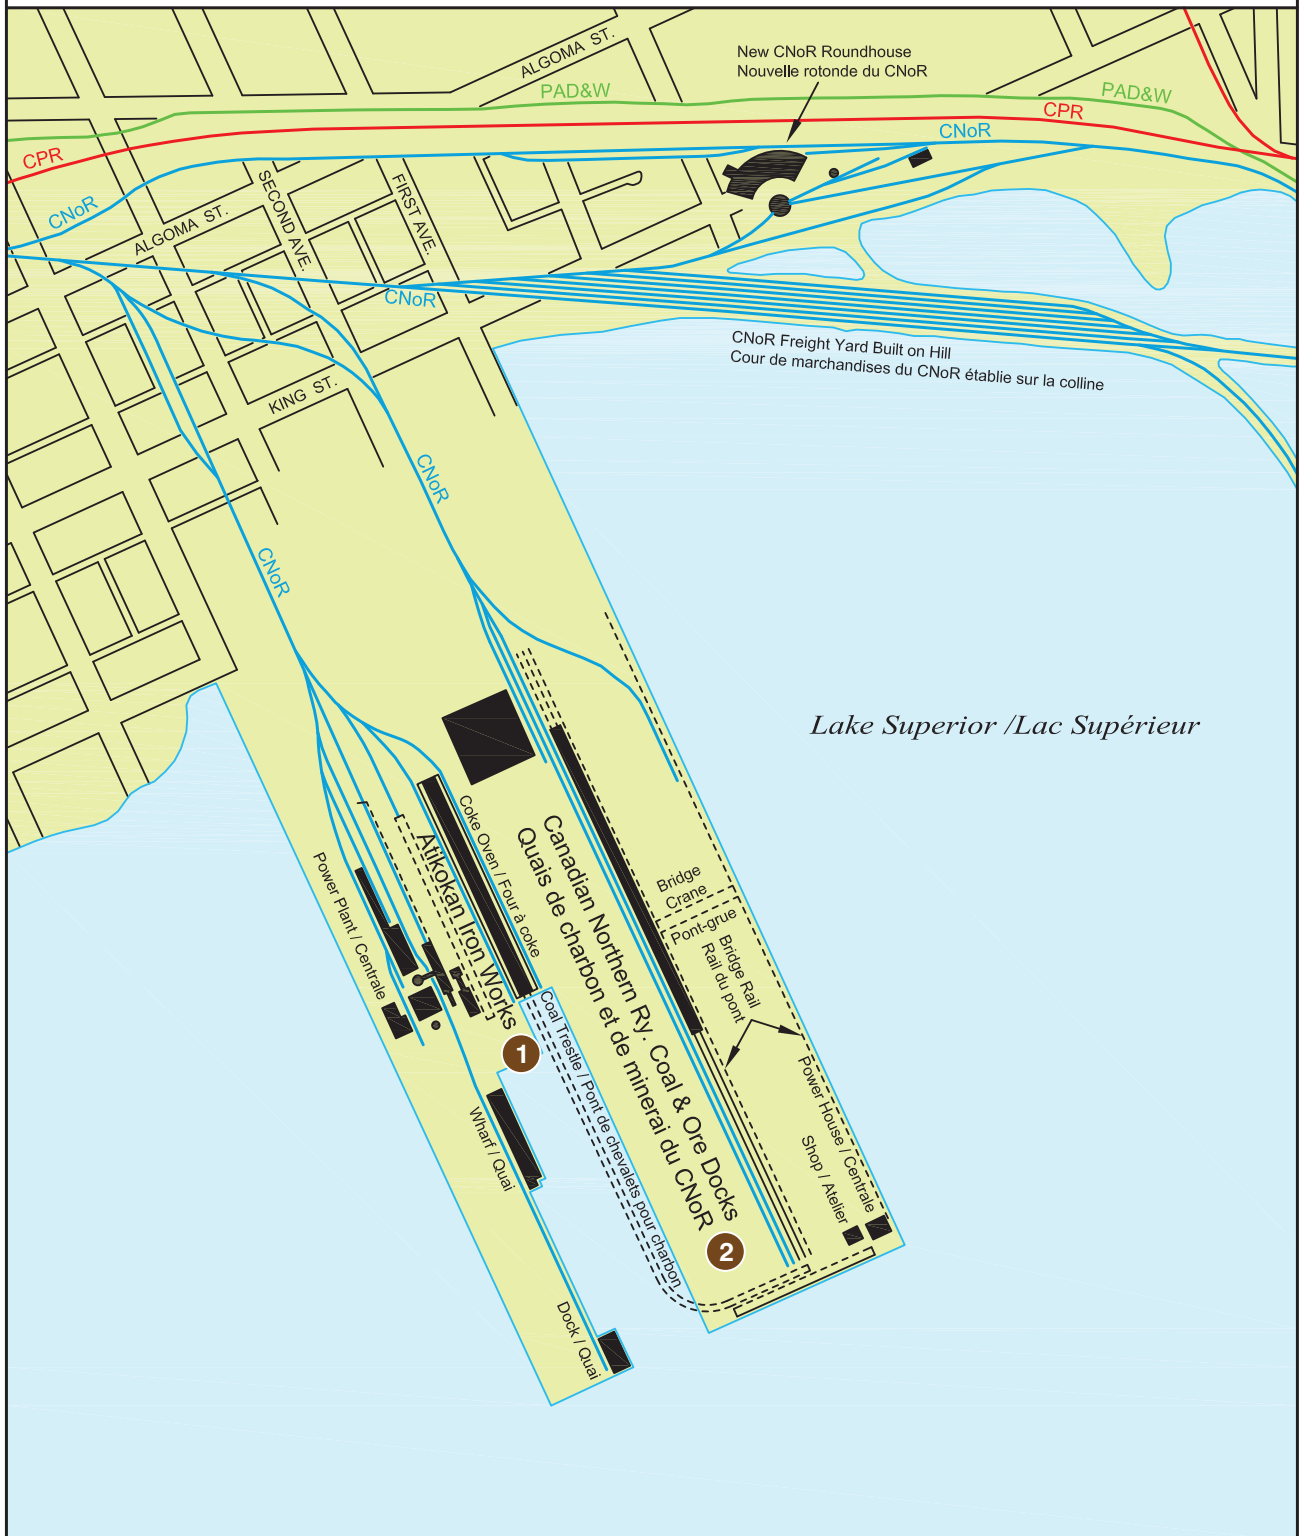 ALGOMA ST.
New CNoR Roundhouse
Nouvelle rotonde du CNoR
PAD&W
PAD&W
CPR
CNoR
CPR
CNoR
ALGOMA ST.
SECOND AVE.
FIRST AVE.
CNoR
CNoR Freight Yard Built on Hill
Cour de marchandises du CNoR établie sur la colline
KING ST.
CNoR
CNoR
Lake Superior /Lac Supérieur
Power Plant / Centrale
Atikokan Iron Works
Coke Oven / Four à coke
Canadian Northern Ry. Coal & Ore Docks
Quais de charbon et de minerai du CNoR
Bridge
Crane
Pont-grue
Bridge Rail
Rail du pont
Coal Trestle / Pont de chevalets pour charbon
1
Power House / Centrale
Shop / Atelier
Wharf / Quai
2
Dock / Quai